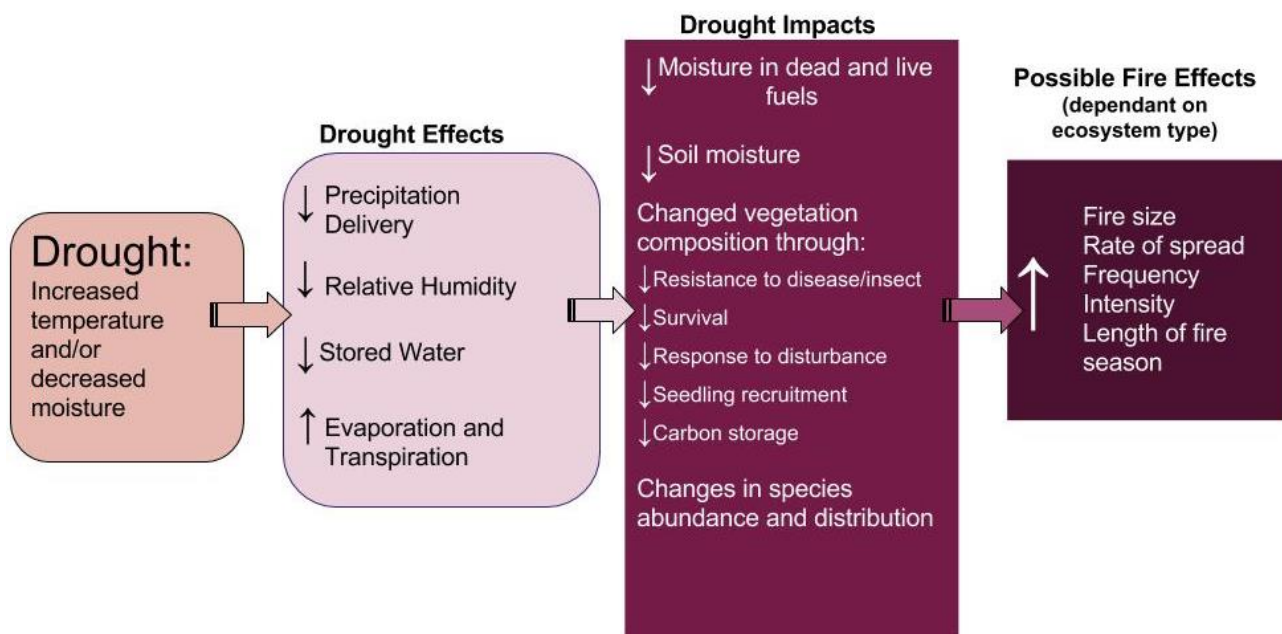 Drought:
Increased
temperature
and/or
decreased
moisture
Drought Effects
↓ Precipitation
Delivery
↓ Relative Humidity
↓ Stored Water
↑ Evaporation and
Transpiration
Drought Impacts
↓ Moisture in dead and live
fuels
↓ Soil moisture
Changed vegetation
composition through:
↓ Resistance to disease/insect
↓ Survival
↓ Response to disturbance
↓ Seedling recruitment
↓ Carbon storage
Changes in species
abundance and distribution
Possible Fire Effects
(dependant on
ecosystem type)
↑
Fire size
Rate of spread
Frequency
Intensity
Length of fire
season